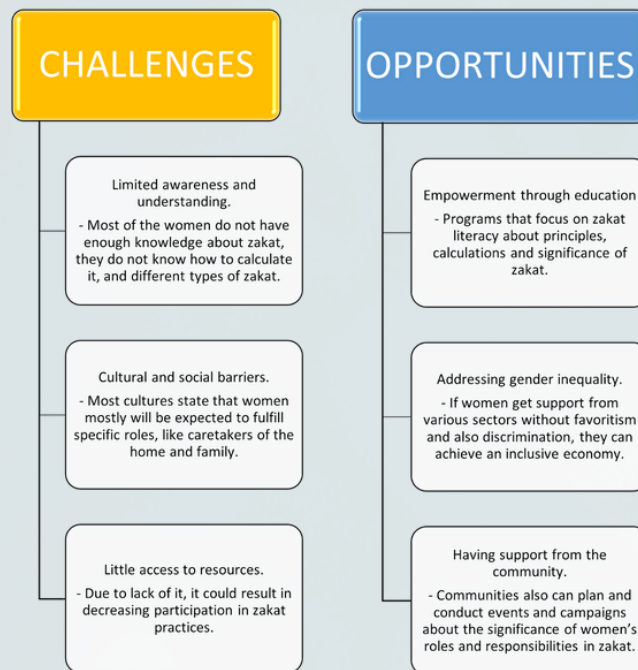 CHALLENGES
Limited awareness and
understanding.
- Most of the women do not have
enough knowledge about zakat,
they do not know how to calculate
it, and different types of zakat.
Cultural and social barriers.
- Most cultures state that women
mostly will be expected to fulfill
specific roles, like caretakers of the
home and family.
Little access to resources.
- Due to lack of it, it could result in
decreasing participation in zakat
practices.
OPPORTUNITIES
Empowerment through education
- Programs that focus on zakat
literacy about principles,
calculations and significance of
zakat.
Addressing gender inequality.
- If women get support from
various sectors without favoritism
and also discrimination, they can
achieve an inclusive economy.
Having support from the
community.
- Communities also can plan and
conduct events and campaigns
about the significance of women's
roles and responsibilities in zakat.